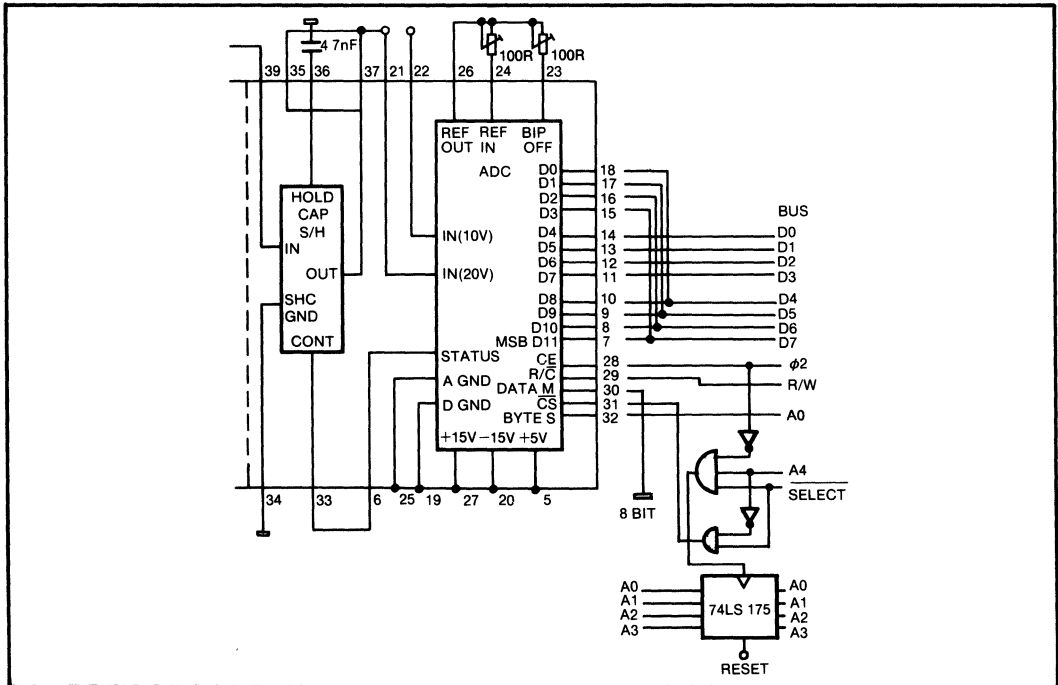 4 7nF
100R
100R
39 35 36 37 21 22 26 24 23
REF OUT
REF IN
BIP OFF
ADC
HOLD
CAP
S/H
IN
OUT
SHC
GND
CONT
IN(10V)
IN(20V)
STATUS
A GND
D GND
+15V −15V +5V
D0 18
D1 17
D2 16
D3 15
D4 14
D5 13
D6 12
D7 11
D8 10
D9 9
D10 8
MSB D11 7
CE 28
R/C̅ 29
DATA M 30
C̅S̅ 31
BYTE S 32
BUS
D0
D1
D2
D3
D4
D5
D6
D7
ϕ2
R/W
A0
A4
S̅E̅L̅E̅C̅T̅
34 33 6 25 19 27 20 5
8 BIT
A0
A1
A2
A3
74LS 175
A0
A1
A2
A3
RESET